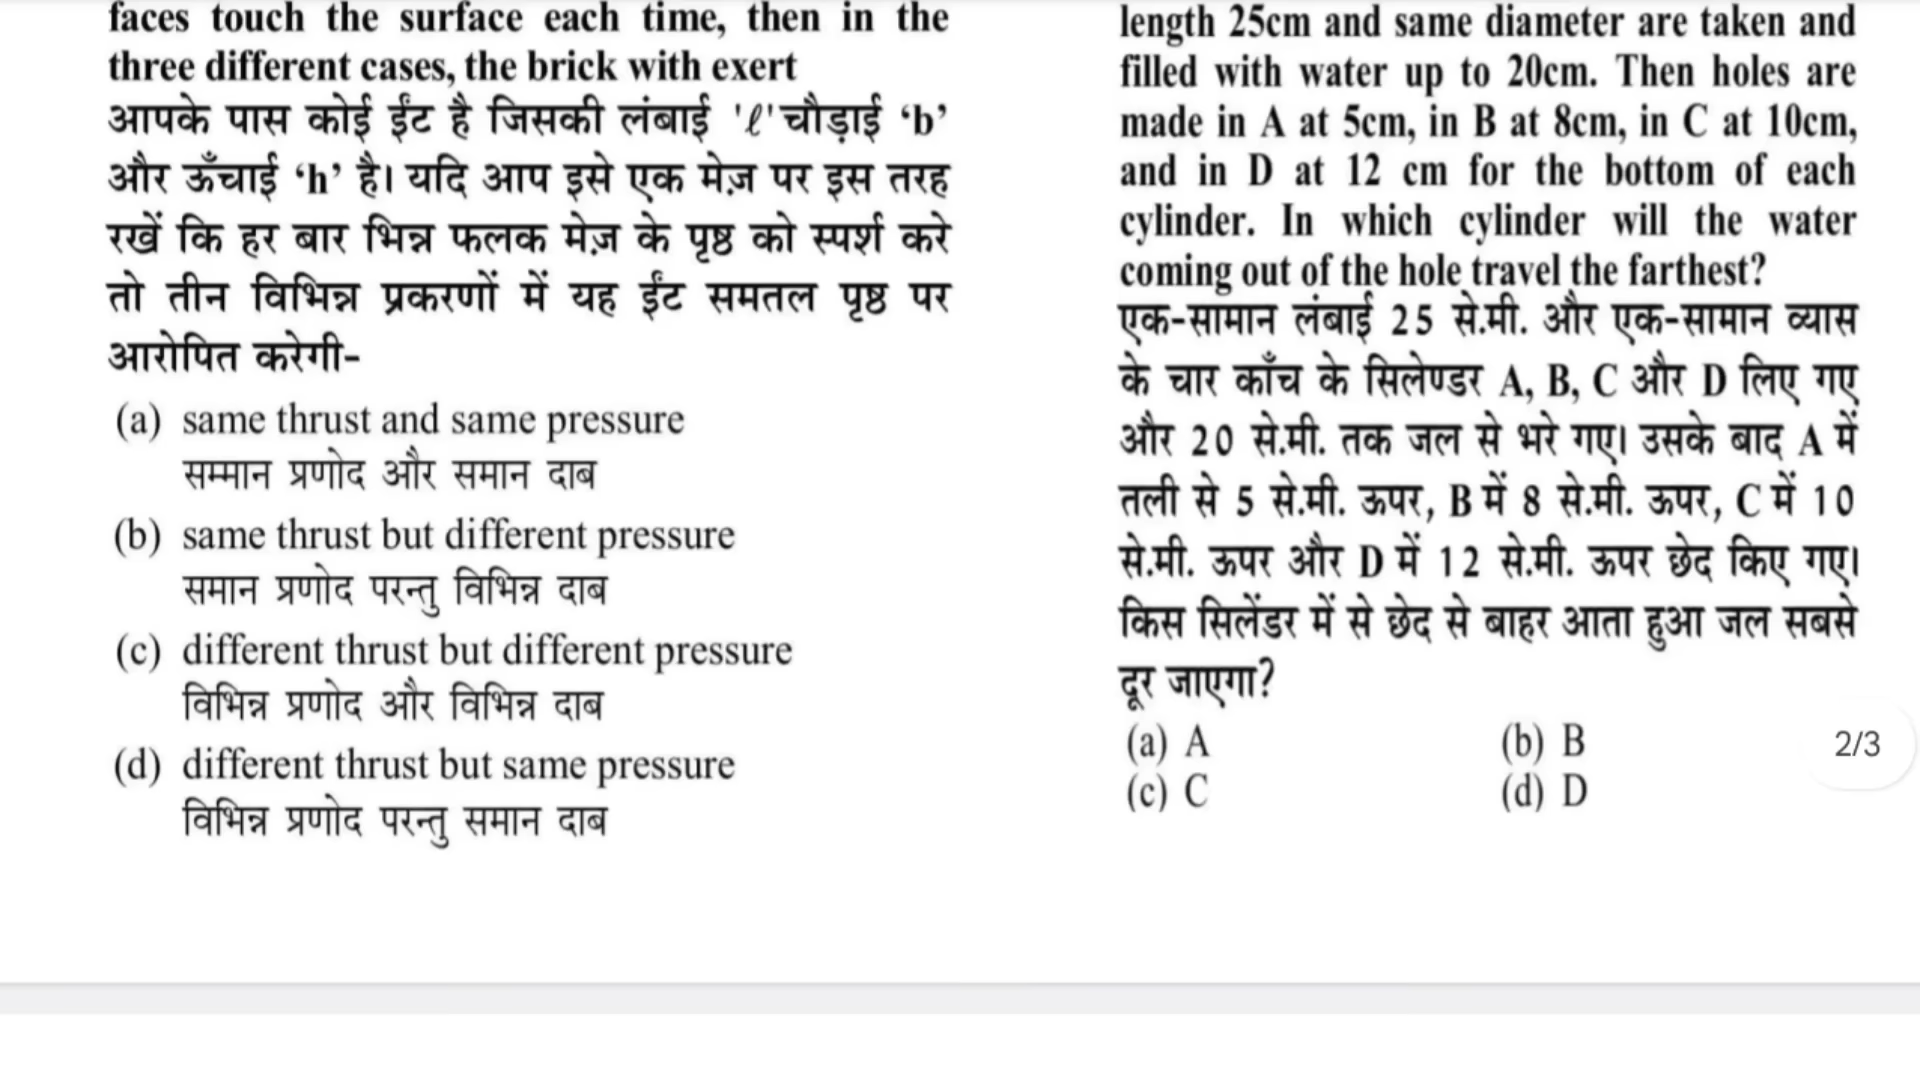 faces touch the surface each time, then in the
three different cases, the brick with exert
आपके पास कोई ईंट है जिसकी लंबाई 'ℓ' चौड़ाई ‘b’
और ऊँचाई ‘h’ है। यदि आप इसे एक मेज़ पर इस तरह
रखें कि हर बार भिन्न फलक मेज़ के पृष्ठ को स्पर्श करे
तो तीन विभिन्न प्रकरणों में यह ईंट समतल पृष्ठ पर
आरोपित करेगी-
(a) same thrust and same pressure
सम्मान प्रणोद और समान दाब
(b) same thrust but different pressure
समान प्रणोद परन्तु विभिन्न दाब
(c) different thrust but different pressure
विभिन्न प्रणोद और विभिन्न दाब
(d) different thrust but same pressure
विभिन्न प्रणोद परन्तु समान दाब
length 25cm and same diameter are taken and
filled with water up to 20cm. Then holes are
made in A at 5cm, in B at 8cm, in C at 10cm,
and in D at 12 cm for the bottom of each
cylinder. In which cylinder will the water
coming out of the hole travel the farthest?
एक-सामान लंबाई 25 से.मी. और एक-सामान व्यास
के चार काँच के सिलेण्डर A, B, C और D लिए गए
और 20 से.मी. तक जल से भरे गए। उसके बाद A में
तली से 5 से.मी. ऊपर, B में 8 से.मी. ऊपर, C में 10
से.मी. ऊपर और D में 12 से.मी. ऊपर छेद किए गए।
किस सिलेंडर में से छेद से बाहर आता हुआ जल सबसे
दूर जाएगा?
(a) A (b) B
(c) C (d) D
2/3